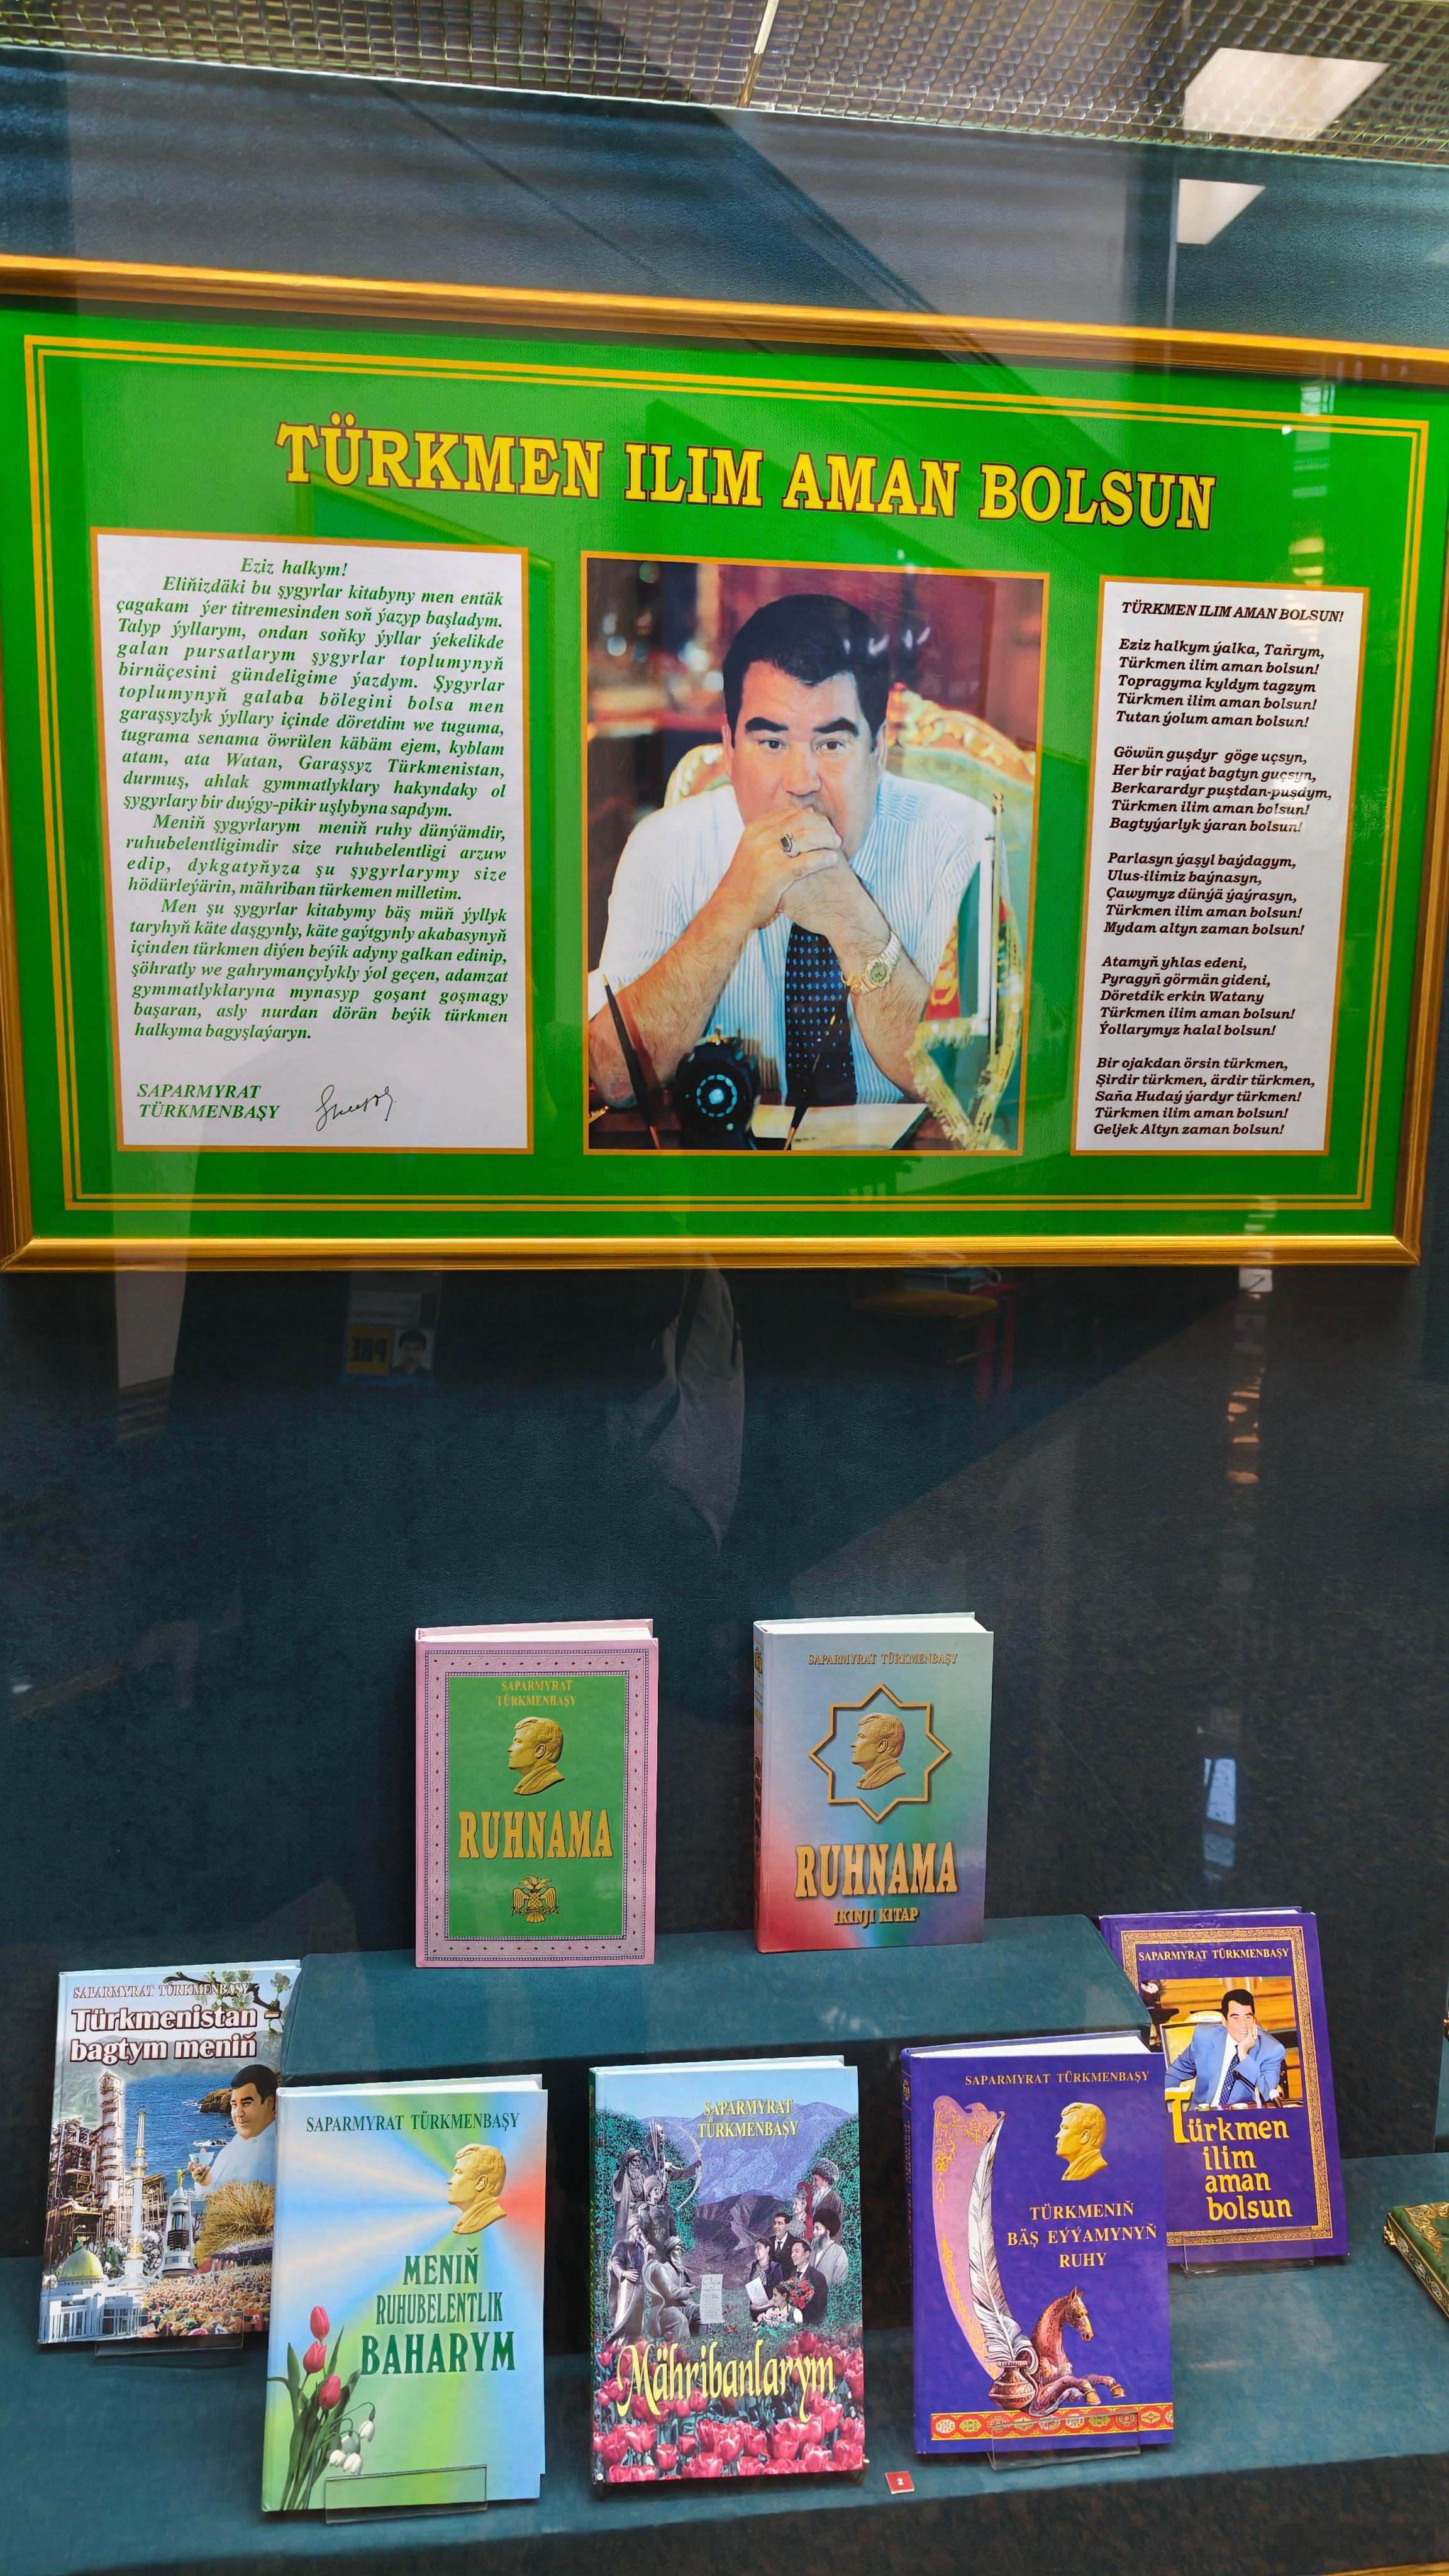 TÜRKMEN ILIM AMAN BOLSUN
Eziz halkym!
Eliňizdäki bu şygyrlar kitabyny men entäk
çagakam ýer titremesinden soň ýazyp başladym.
Talyp ýyllarym, ondan soňky ýyllar ýekelikde
galan pursatlarym şygyrlar toplumynyň
birnäçesini gündeligime ýazdym. Şygyrlar
toplumynyň galaba bölegini bolsa men
garaşsyzlyk ýyllary içinde döretdim we tuguma,
tugrama senama öwrülen käbäm ejem, kyblam
atam, ata Watan, Garaşsyz Türkmenistan,
durmuş, ahlak gymmatlyklary hakyndaky ol
şygyrlary bir duýgy-pikir uşlybyna sapdym.
Meniň şygyrlarym meniň ruhy dünýämdir,
ruhubelentligimdir size ruhubelentligi arzuw
edip, dykgatyňyza şu şygyrlarymy size
hödürleýärin, mähriban türkemen milletim.
Men şu şygyrlar kitabymy bäş müň ýyllyk
taryhyň käte daşgynly, käte gaýtgynly akabasynyň
içinden türkmen diýen beýik adyny galkan edinip,
şöhratly we gahrymançylykly ýol geçen, adamzat
gymmatlyklaryna mynasyp goşant goşmagy
başaran, asly nurdan dörän beýik türkmen
halkyma bagyşlaýaryn.
SAPARMYRAT
TÜRKMENBAŞY
TÜRKMEN ILIM AMAN BOLSUN!
Eziz halkym ýalka, Taňrym,
Türkmen ilim aman bolsun!
Topragyma kyldym tagzym
Türkmen ilim aman bolsun!
Tutan ýolum aman bolsun!
Göwün guşdyr göge uçsyn,
Her bir raýat bagtyn guçsyn,
Berkarardyr puştdan-puşdym,
Türkmen ilim aman bolsun!
Bagtyýarlyk ýaran bolsun!
Parlasyn ýaşyl baýdagym,
Ulus-ilimiz baýnasyn,
Çawymyz dünýä ýaýrasyn,
Türkmen ilim aman bolsun!
Mydam altyn zaman bolsun!
Atamyň yhlas edeni,
Pyragyň görmän gideni,
Döretdik erkin Watany
Türkmen ilim aman bolsun!
Ýollarymyz halal bolsun!
Bir ojakdan örsin türkmen,
Şirdir türkmen, ärdir türkmen,
Saňa Hudaý ýardyr türkmen!
Türkmen ilim aman bolsun!
Geljek Altyn zaman bolsun!
SAPARMYRAT
TÜRKMENBAŞY
RUHNAMA
SAPARMYRAT TÜRKMENBAŞY
RUHNAMA
IKINJI KITAP
SAPARMYRAT TÜRKMENBAŞY
Türkmenistan –
bagtym meniň
SAPARMYRAT TÜRKMENBAŞY
MENIŇ
RUHUBELENTLIK
BAHARYM
SAPARMYRAT
TÜRKMENBAŞY
Mähribanlarym
SAPARMYRAT TÜRKMENBAŞY
TÜRKMENIŇ
BÄŞ EÝÝAMYNYŇ
RUHY
SAPARMYRAT TÜRKMENBAŞY
Türkmen
ilim
aman
bolsun
2